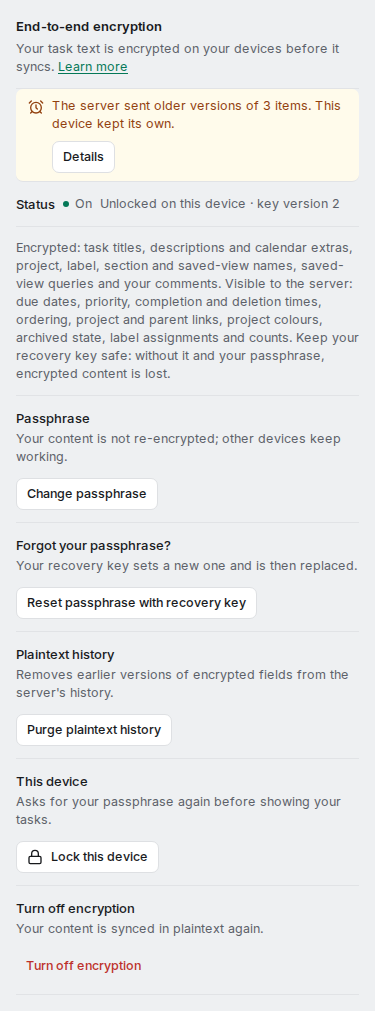 End-to-end encryption
Your task text is encrypted on your devices before it
syncs. Learn more
The server sent older versions of 3 items. This
device kept its own.
Details
Status On Unlocked on this device · key version 2
Encrypted: task titles, descriptions and calendar extras,
project, label, section and saved-view names, saved-
view queries and your comments. Visible to the server:
due dates, priority, completion and deletion times,
ordering, project and parent links, project colours,
archived state, label assignments and counts. Keep your
recovery key safe: without it and your passphrase,
encrypted content is lost.
Passphrase
Your content is not re-encrypted; other devices keep
working.
Change passphrase
Forgot your passphrase?
Your recovery key sets a new one and is then replaced.
Reset passphrase with recovery key
Plaintext history
Removes earlier versions of encrypted fields from the
server's history.
Purge plaintext history
This device
Asks for your passphrase again before showing your
tasks.
Lock this device
Turn off encryption
Your content is synced in plaintext again.
Turn off encryption